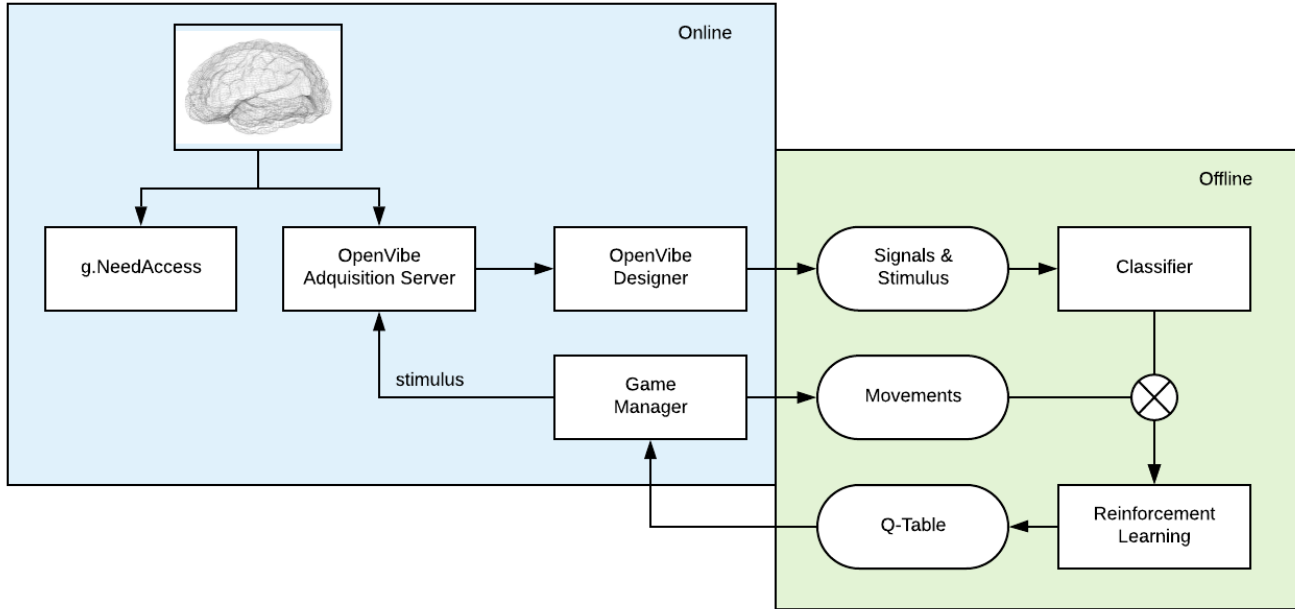 Online
Offline
g.NeedAccess
OpenVibe
Adquisition Server
OpenVibe
Designer
Signals &
Stimulus
Classifier
stimulus
Game
Manager
Movements
Q-Table
Reinforcement
Learning